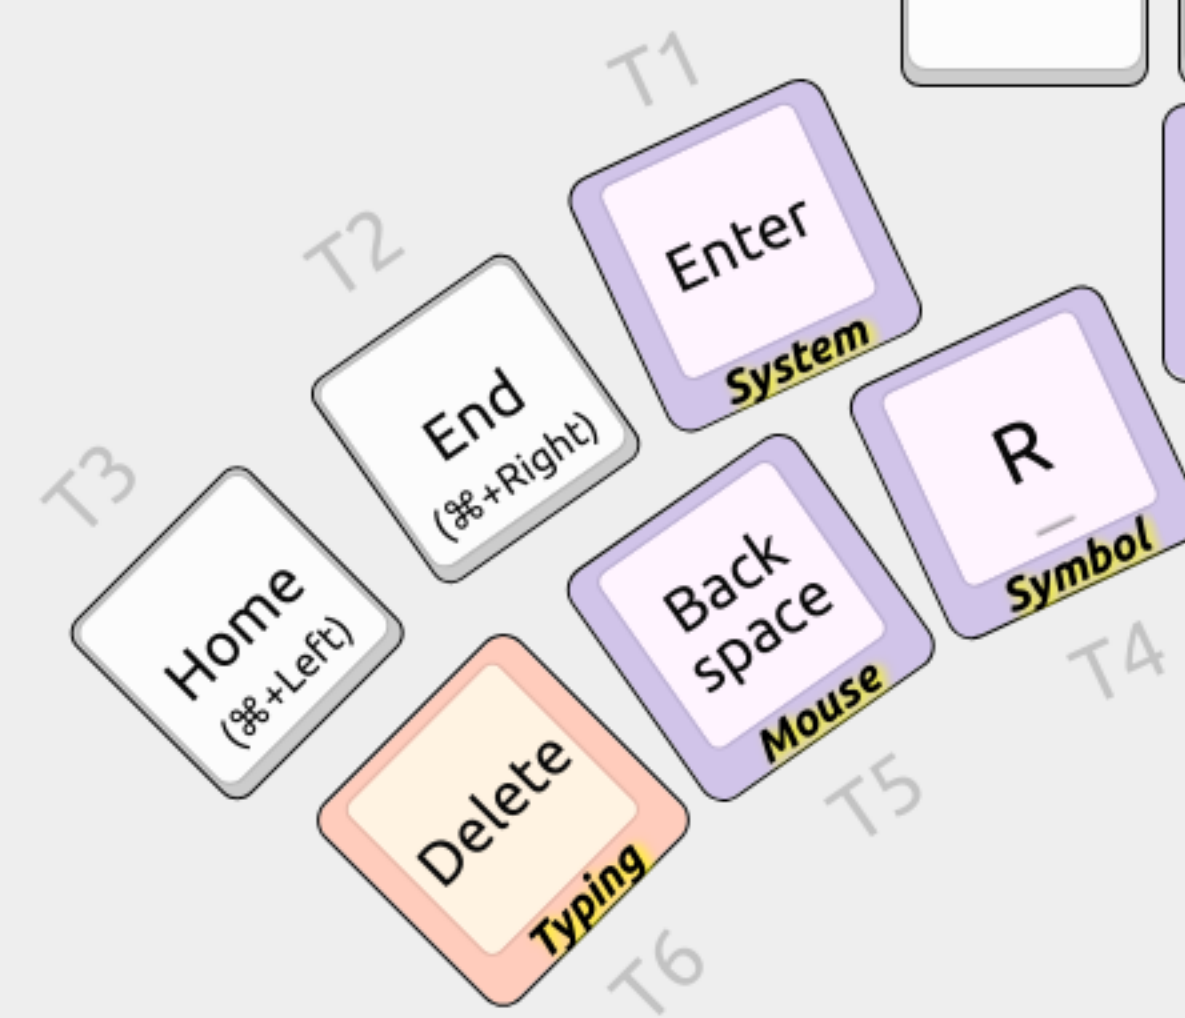 T1
Enter
System
T2
End
(⌘+Right)
T3
Home
(⌘+Left)
R
Symbol
T4
Back
space
Mouse
T5
Delete
Typing
T6